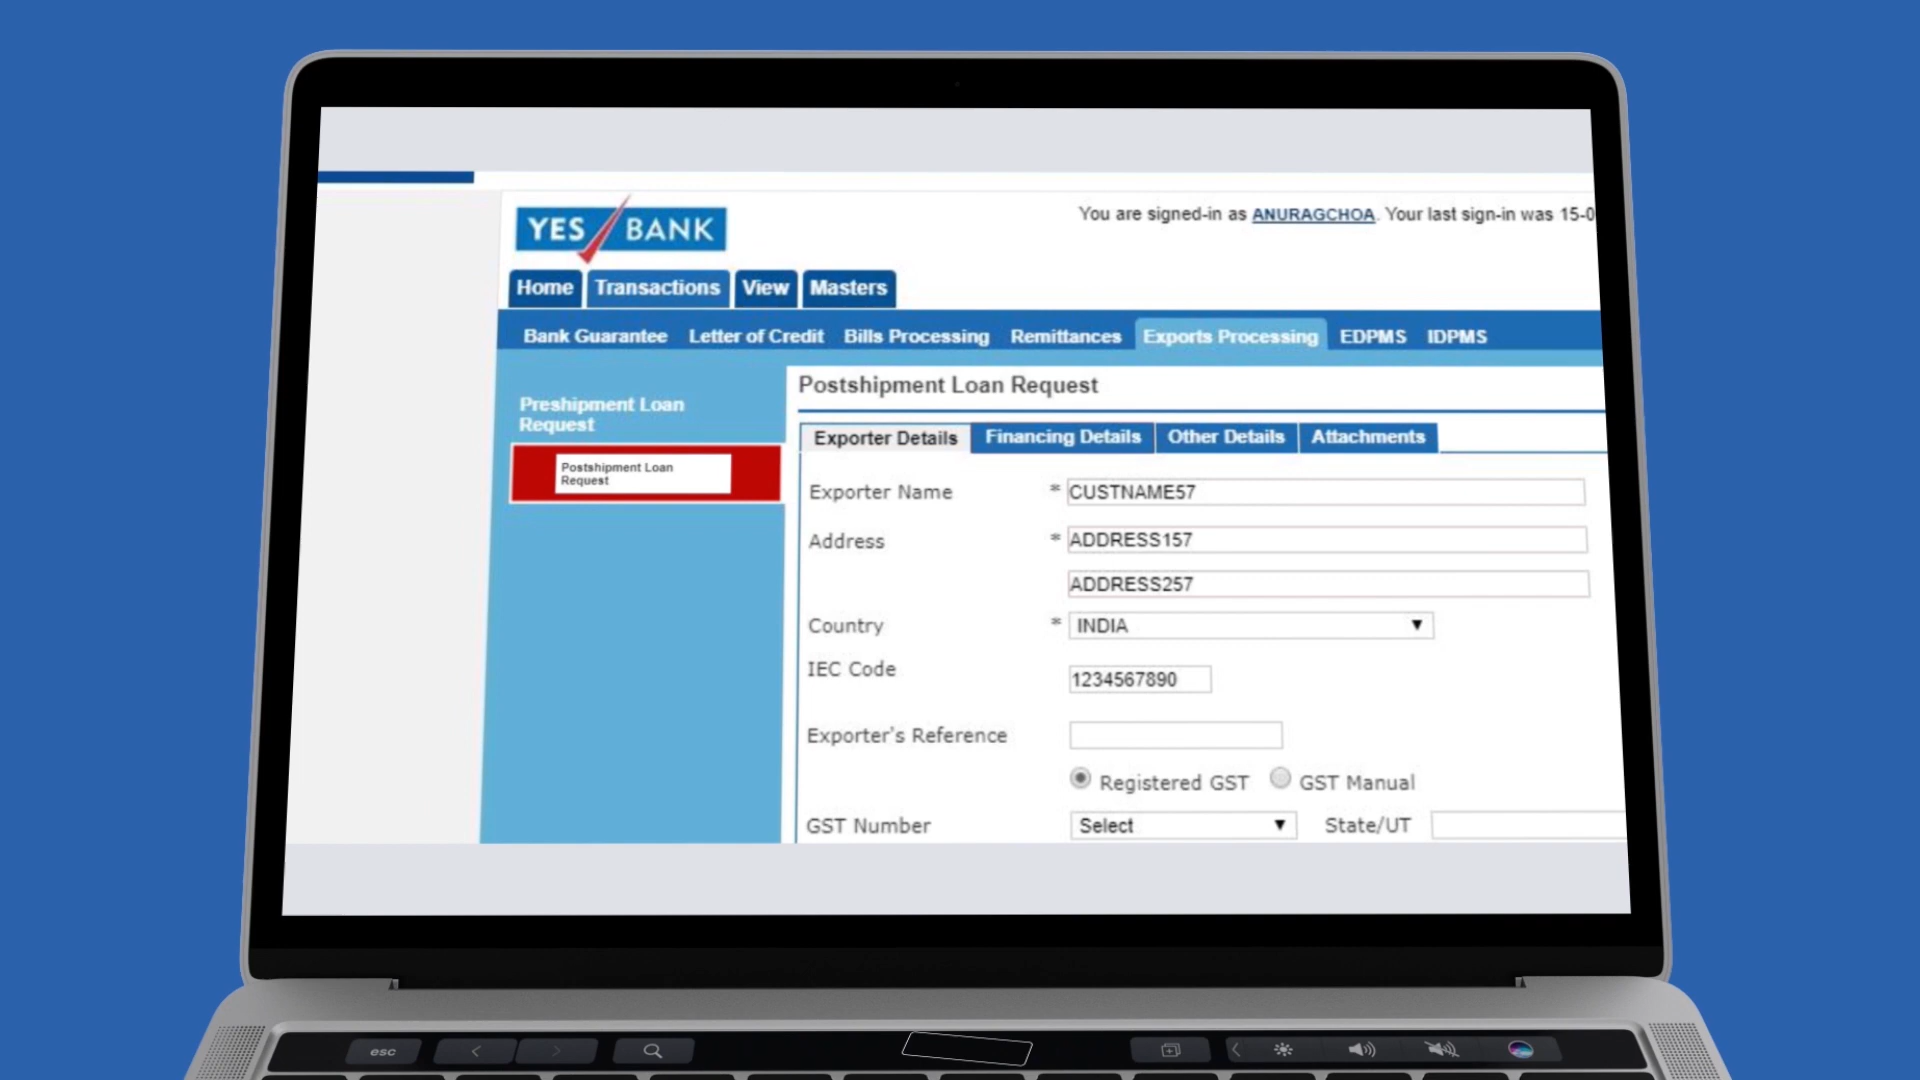 YES BANK
You are signed-in as ANURAGCHOA. Your last sign-in was 15-0
Home Transactions View Masters
Bank Guarantee Letter of Credit Bills Processing Remittances Exports Processing EDPMS IDPMS
Preshipment Loan
Request
Postshipment Loan
Request
Postshipment Loan Request
Exporter Details Financing Details Other Details Attachments
Exporter Name * CUSTNAME57
Address * ADDRESS157
ADDRESS257
Country * INDIA
IEC Code 1234567890
Exporter's Reference
Registered GST GST Manual
GST Number Select State/UT
esc